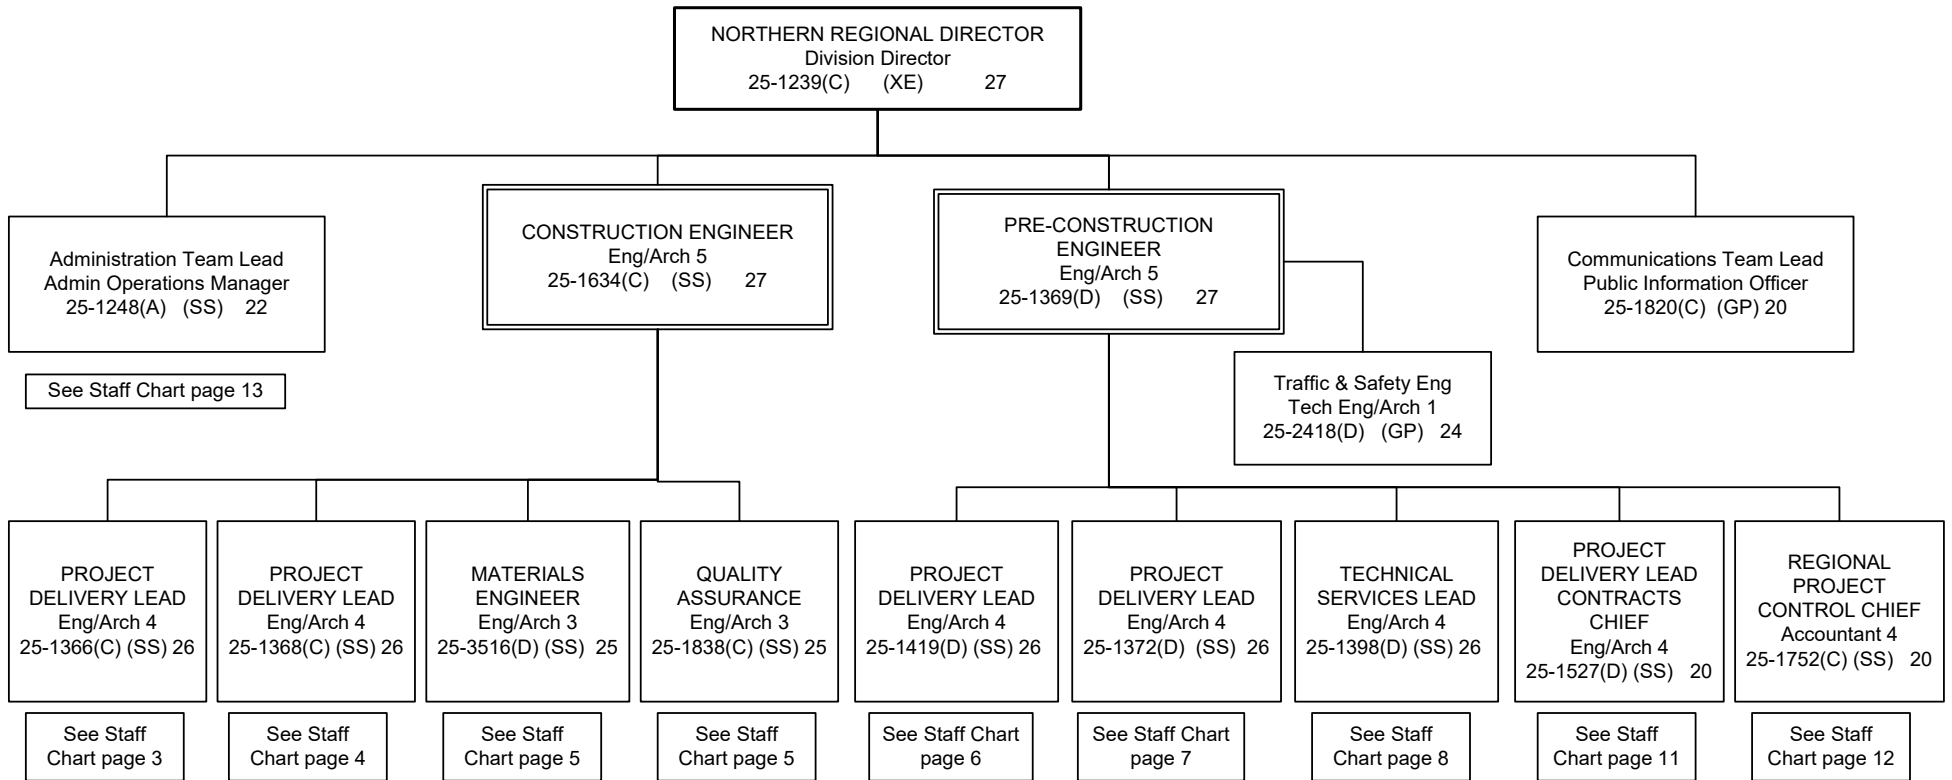 NORTHERN REGIONAL DIRECTOR
Division Director
25-1239(C) (XE) 27
Administration Team Lead
Admin Operations Manager
25-1248(A) (SS) 22
See Staff Chart page 13
CONSTRUCTION ENGINEER
Eng/Arch 5
25-1634(C) (SS) 27
PRE-CONSTRUCTION
ENGINEER
Eng/Arch 5
25-1369(D) (SS) 27
Communications Team Lead
Public Information Officer
25-1820(C) (GP) 20
Traffic & Safety Eng
Tech Eng/Arch 1
25-2418(D) (GP) 24
PROJECT
DELIVERY LEAD
Eng/Arch 4
25-1366(C) (SS) 26
See Staff
Chart page 3
PROJECT
DELIVERY LEAD
Eng/Arch 4
25-1368(C) (SS) 26
See Staff
Chart page 4
MATERIALS
ENGINEER
Eng/Arch 3
25-3516(D) (SS) 25
See Staff
Chart page 5
QUALITY
ASSURANCE
Eng/Arch 3
25-1838(C) (SS) 25
See Staff
Chart page 5
PROJECT
DELIVERY LEAD
Eng/Arch 4
25-1419(D) (SS) 26
See Staff Chart
page 6
PROJECT
DELIVERY LEAD
Eng/Arch 4
25-1372(D) (SS) 26
See Staff Chart
page 7
TECHNICAL
SERVICES LEAD
Eng/Arch 4
25-1398(D) (SS) 26
See Staff
Chart page 8
PROJECT
DELIVERY LEAD
CONTRACTS
CHIEF
Eng/Arch 4
25-1527(D) (SS) 20
See Staff
Chart page 11
REGIONAL
PROJECT
CONTROL CHIEF
Accountant 4
25-1752(C) (SS) 20
See Staff
Chart page 12